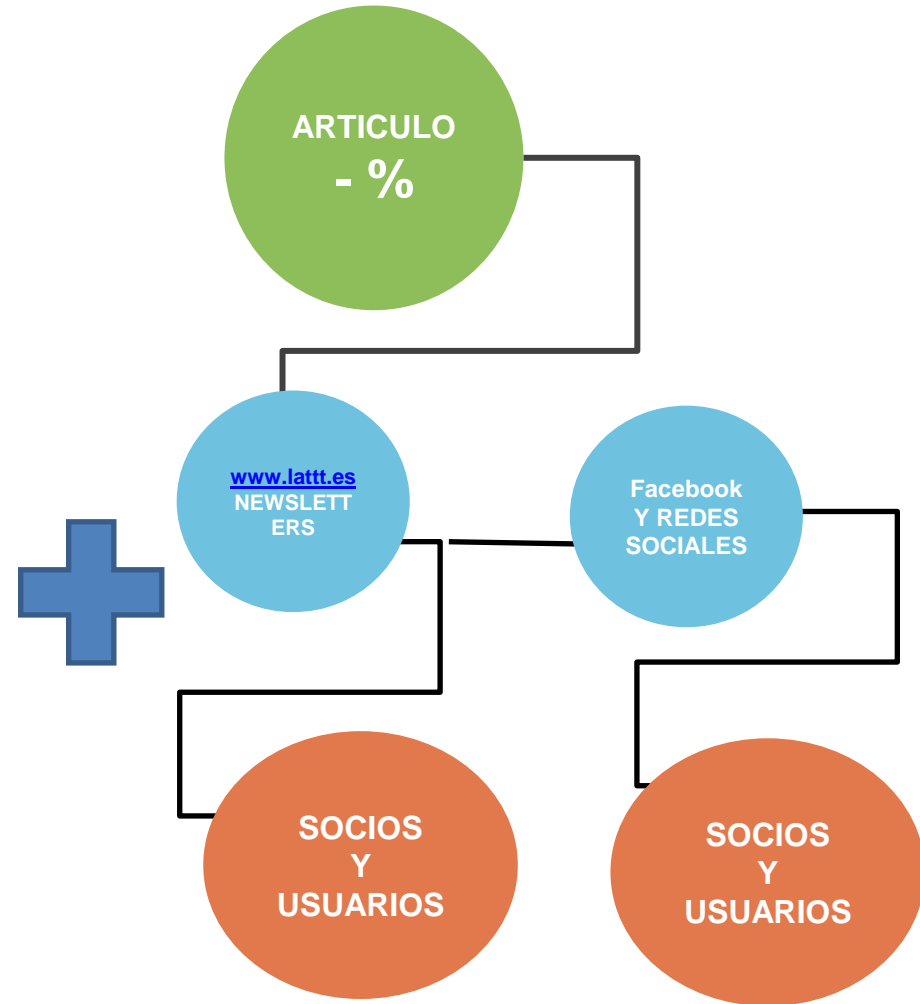 ARTICULO
- %
www.lattt.es
NEWSLETT
ERS
Facebook
Y REDES
SOCIALES
SOCIOS
Y
USUARIOS
SOCIOS
Y
USUARIOS